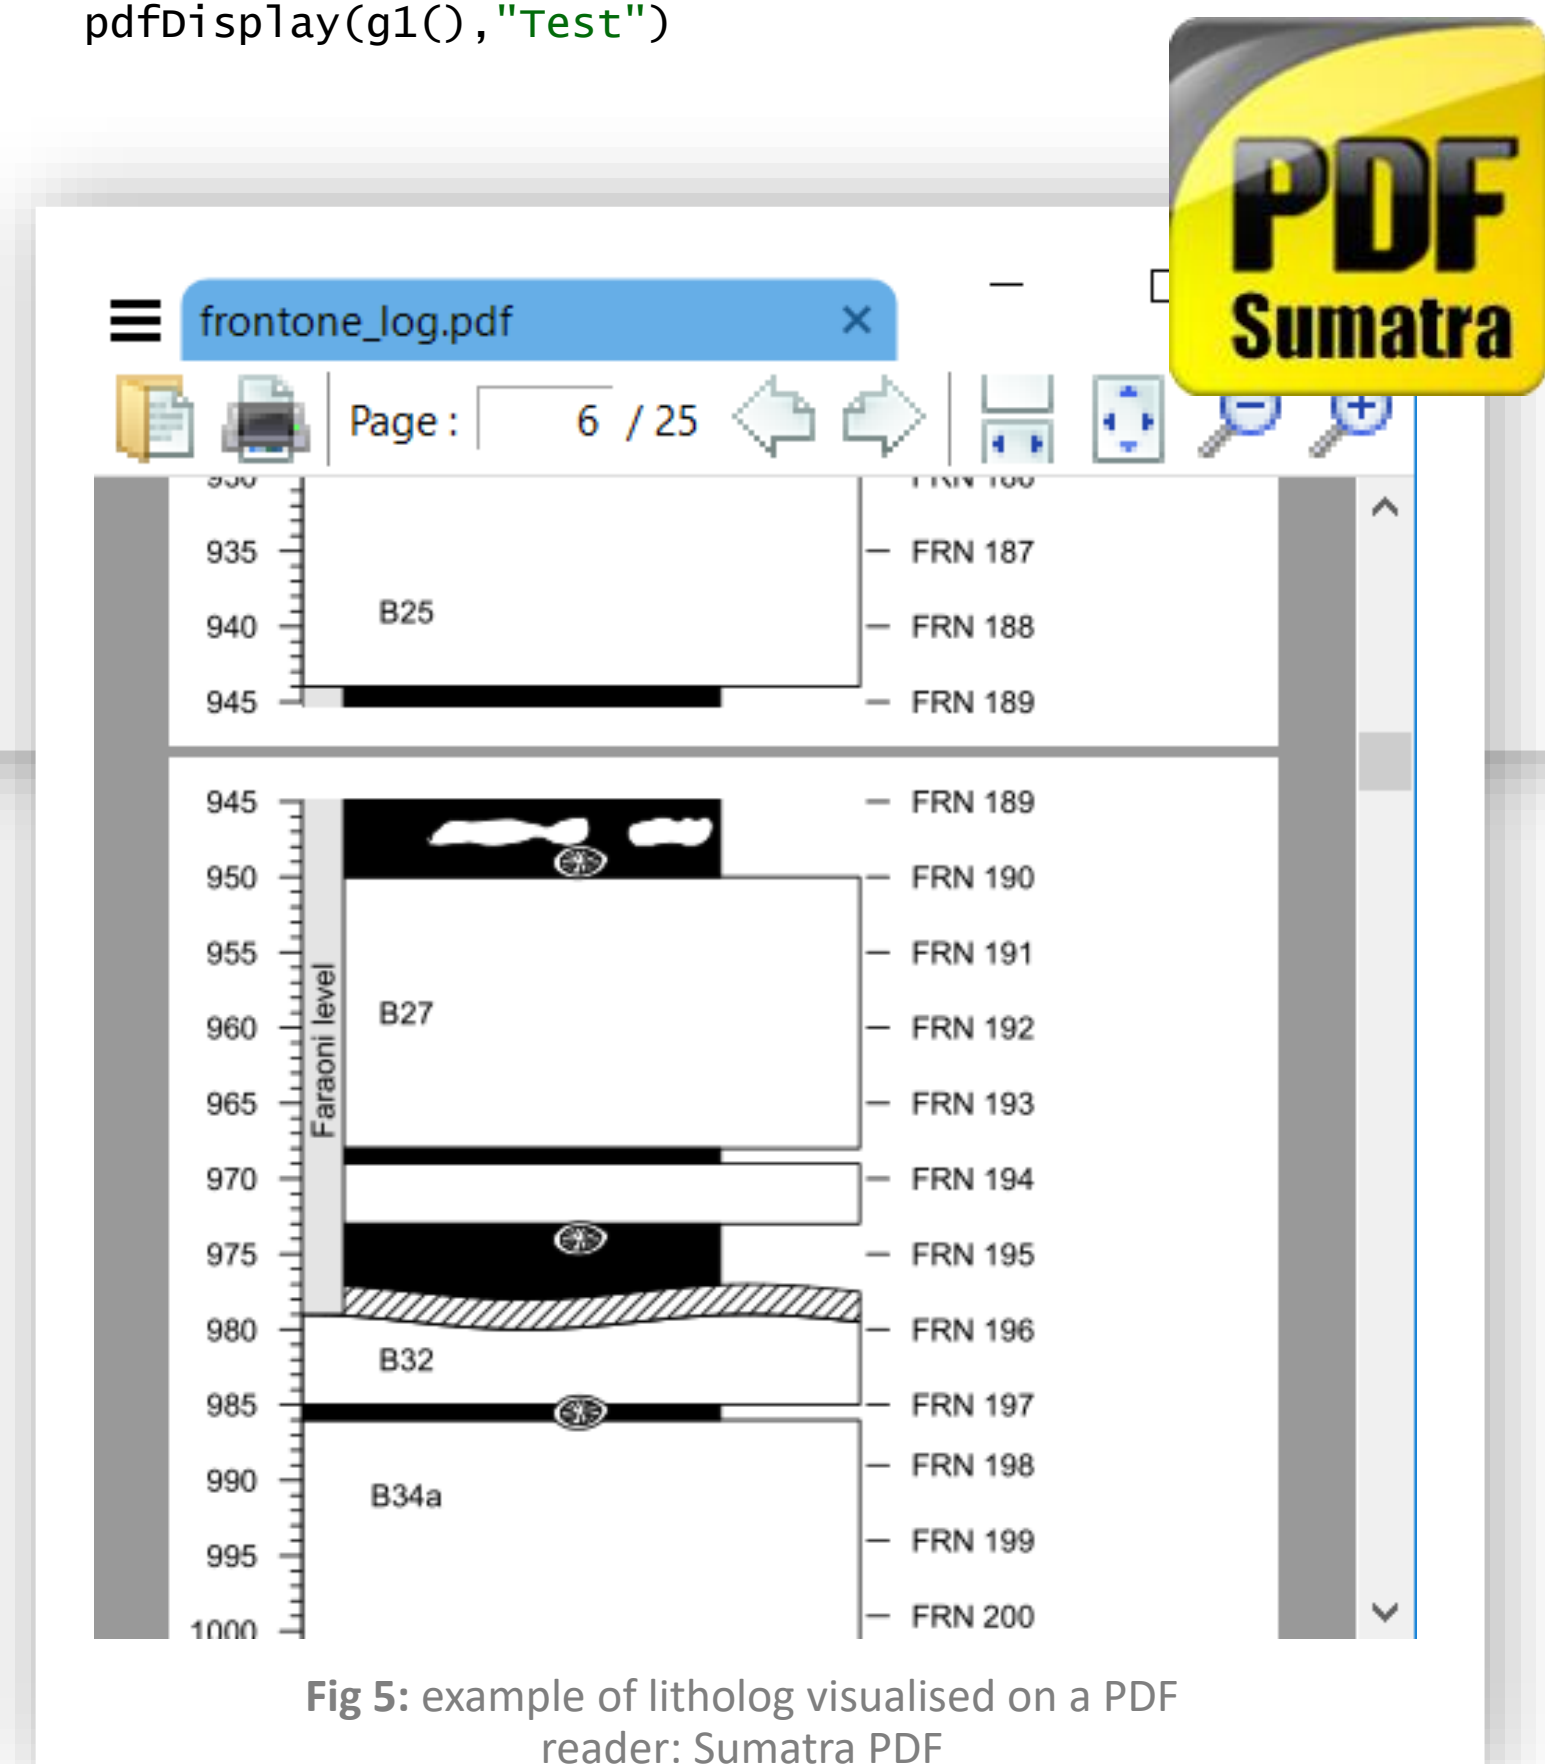 pdfDisplay(g1(),"Test")
PDF
Sumatra
frontone_log.pdf
Page : 6 / 25
935 FRN 187
B25
940 FRN 188
945 FRN 189
945 FRN 189
950 FRN 190
955 FRN 191
Faraoni level
B27
960 FRN 192
965 FRN 193
970 FRN 194
975 FRN 195
980 FRN 196
B32
985 FRN 197
FRN 198
990
B34a
FRN 199
995
FRN 200
1000
Fig 5: example of litholog visualised on a PDF
reader: Sumatra PDF